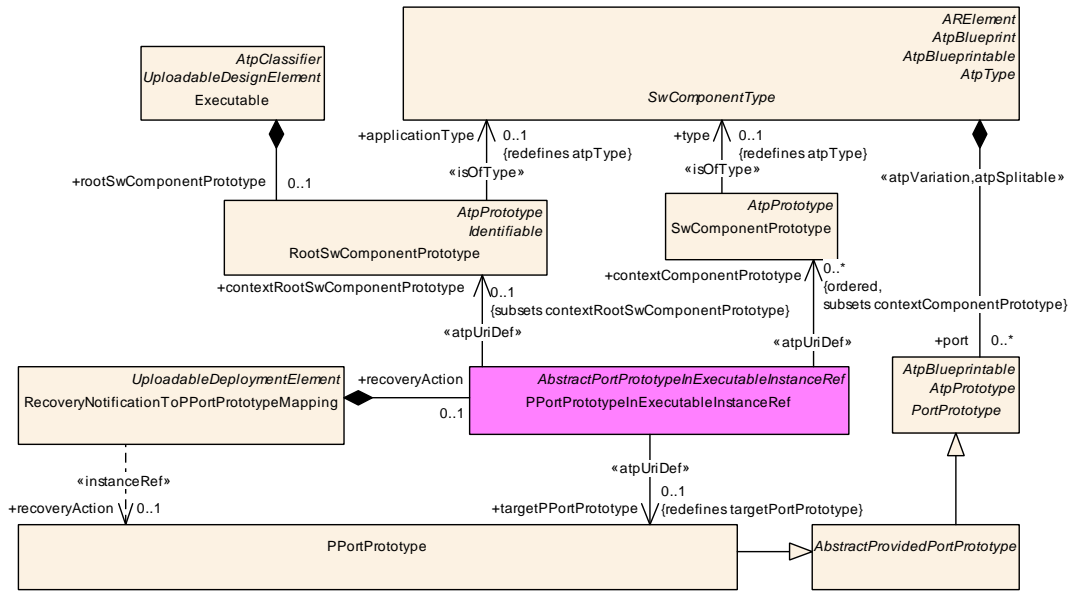 ARElement
AtpBlueprint
AtpBlueprintable
AtpType
SwComponentType
AtpClassifier
UploadableDesignElement
Executable
+applicationType
0..1
{redefines atpType}
«isOfType»
+type
0..1
{redefines atpType}
«isOfType»
«atpVariation,atpSplitable»
+rootSwComponentPrototype
0..1
AtpPrototype
Identifiable
RootSwComponentPrototype
AtpPrototype
SwComponentPrototype
+contextRootSwComponentPrototype
0..1
{subsets contextRootSwComponentPrototype}
«atpUriDef»
+contextComponentPrototype
0..*
{ordered,
subsets contextComponentPrototype}
«atpUriDef»
+port
0..*
UploadableDeploymentElement
RecoveryNotificationToPPortPrototypeMapping
+recoveryAction
0..1
AbstractPortPrototypeInExecutableInstanceRef
PPortPrototypeInExecutableInstanceRef
AtpBlueprintable
AtpPrototype
PortPrototype
«instanceRef»
+recoveryAction
0..1
«atpUriDef»
+targetPPortPrototype
0..1
{redefines targetPortPrototype}
PPortPrototype
AbstractProvidedPortPrototype